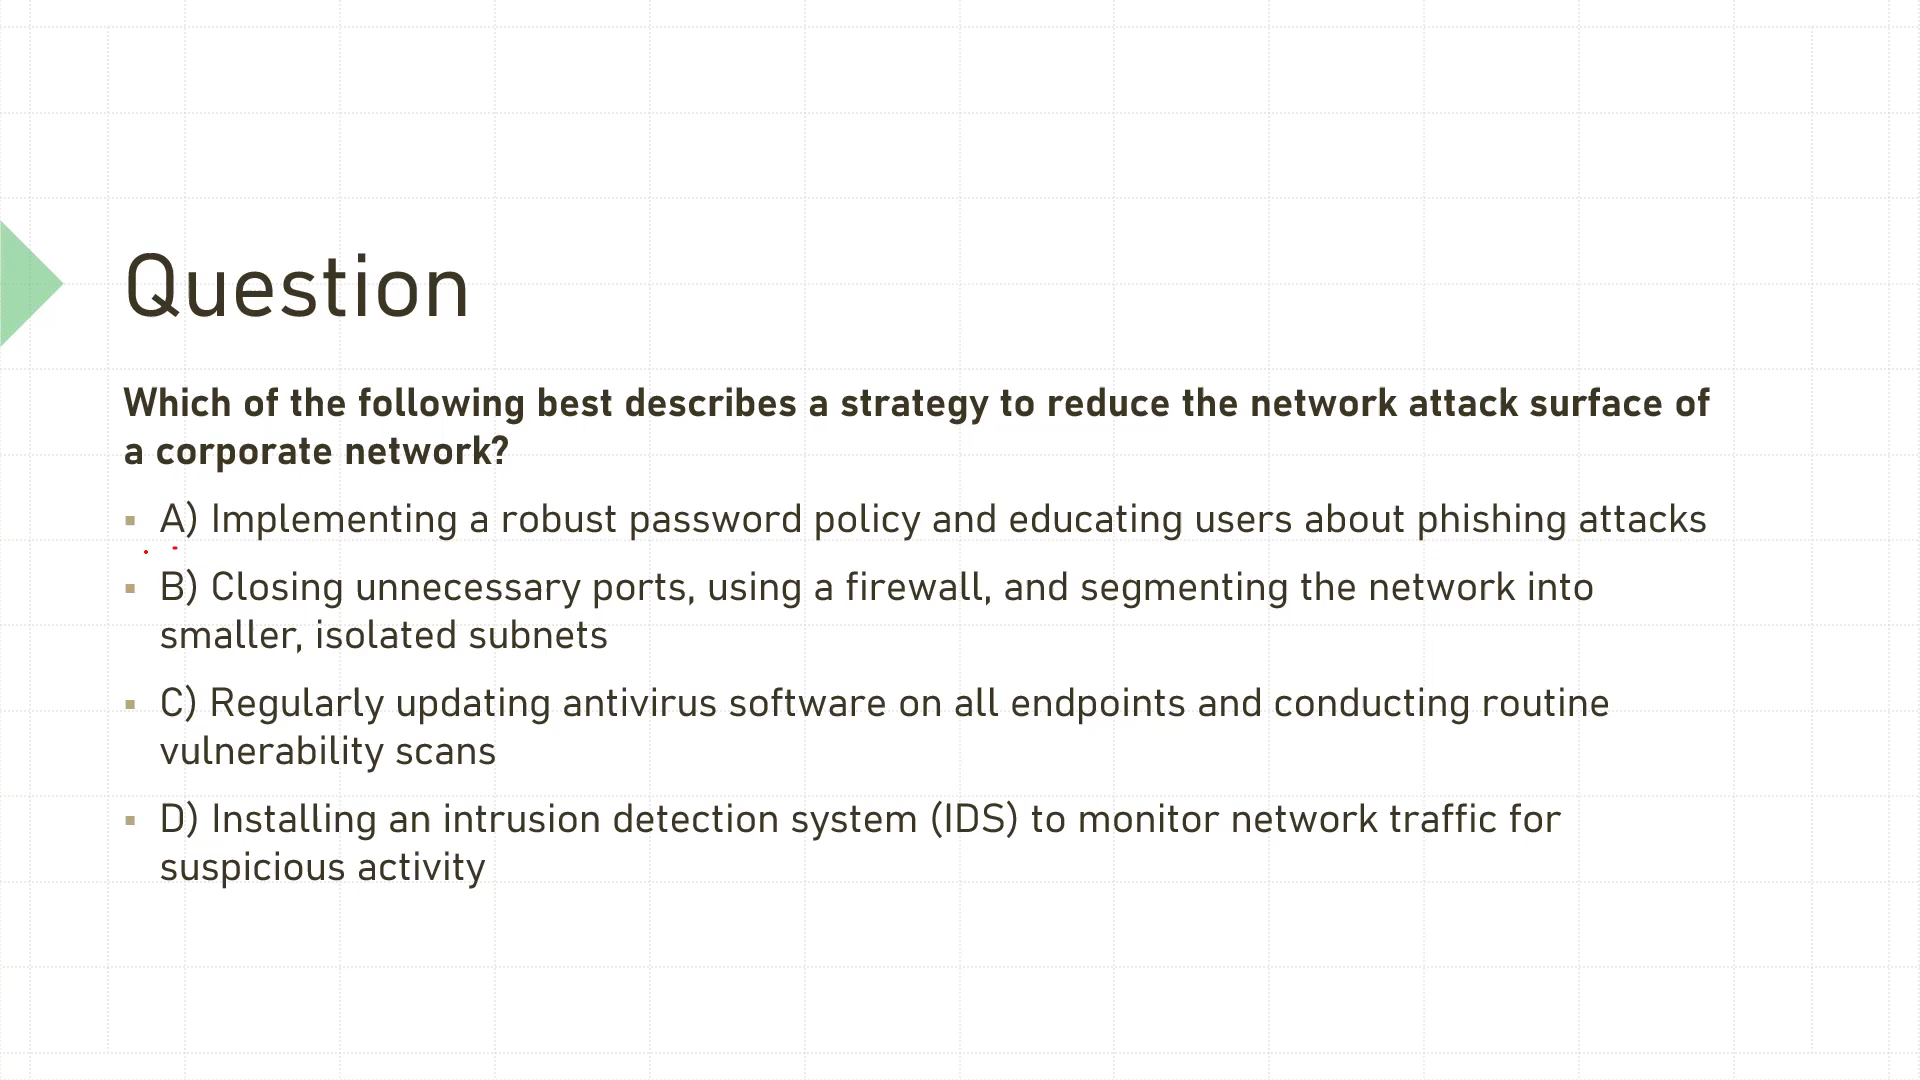 Question
Which of the following best describes a strategy to reduce the network attack surface of
a corporate network?
A) Implementing a robust password policy and educating users about phishing attacks
B) Closing unnecessary ports, using a firewall, and segmenting the network into
smaller, isolated subnets
C) Regularly updating antivirus software on all endpoints and conducting routine
vulnerability scans
D) Installing an intrusion detection system (IDS) to monitor network traffic for
suspicious activity